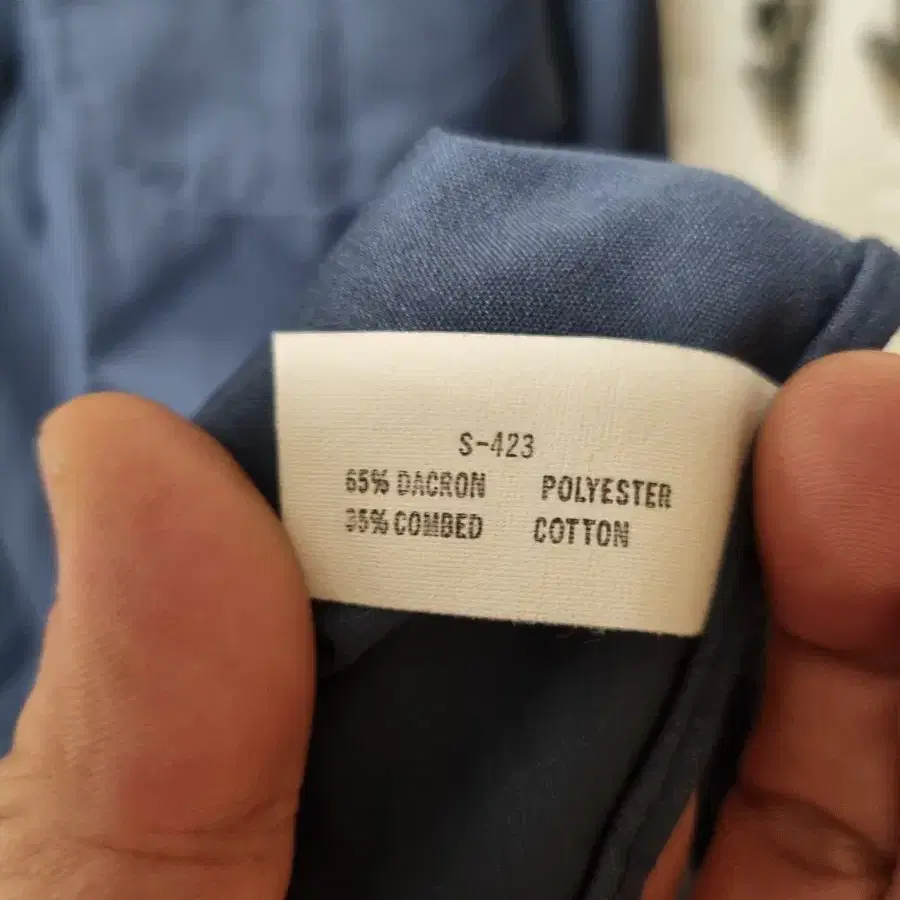 S-423
65% DACRON POLYESTER
35% COMBED COTTON